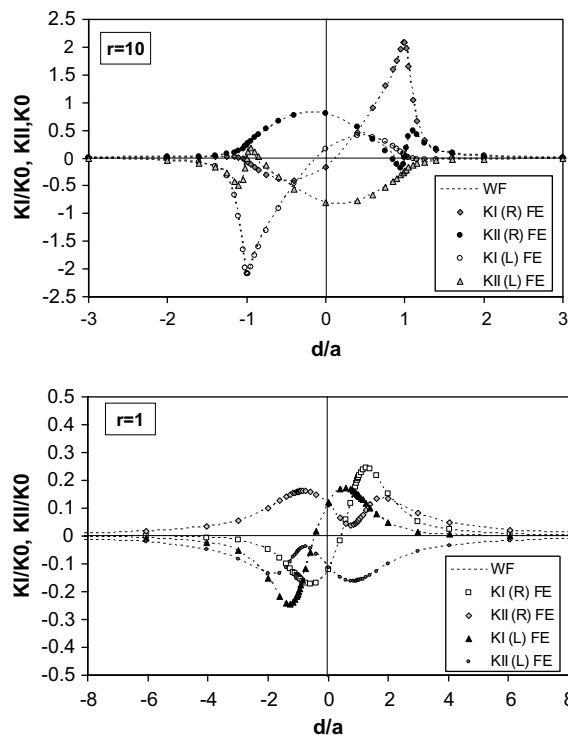 r=10
KI/K0, KII,K0
2.5
2
1.5
1
0.5
0
-0.5
-1
-1.5
-2
-2.5
-3
-2
-1
0
1
2
3
d/a
WF
KI (R) FE
KII (R) FE
KI (L) FE
KII (L) FE
r=1
KI/K0, KII/K0
0.5
0.4
0.3
0.2
0.1
0
-0.1
-0.2
-0.3
-0.4
-0.5
-8
-6
-4
-2
0
2
4
6
8
d/a
WF
KI (R) FE
KII (R) FE
KI (L) FE
KII (L) FE